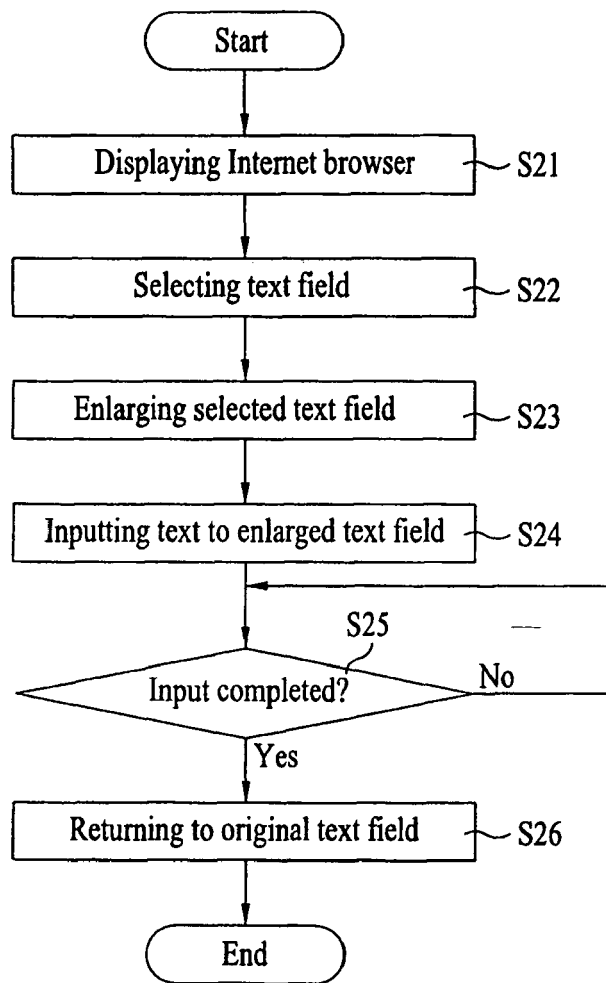 Start
Displaying Internet browser S21
Selecting text field S22
Enlarging selected text field S23
Inputting text to enlarged text field S24
S25
Input completed? No
Yes
Returning to original text field S26
End